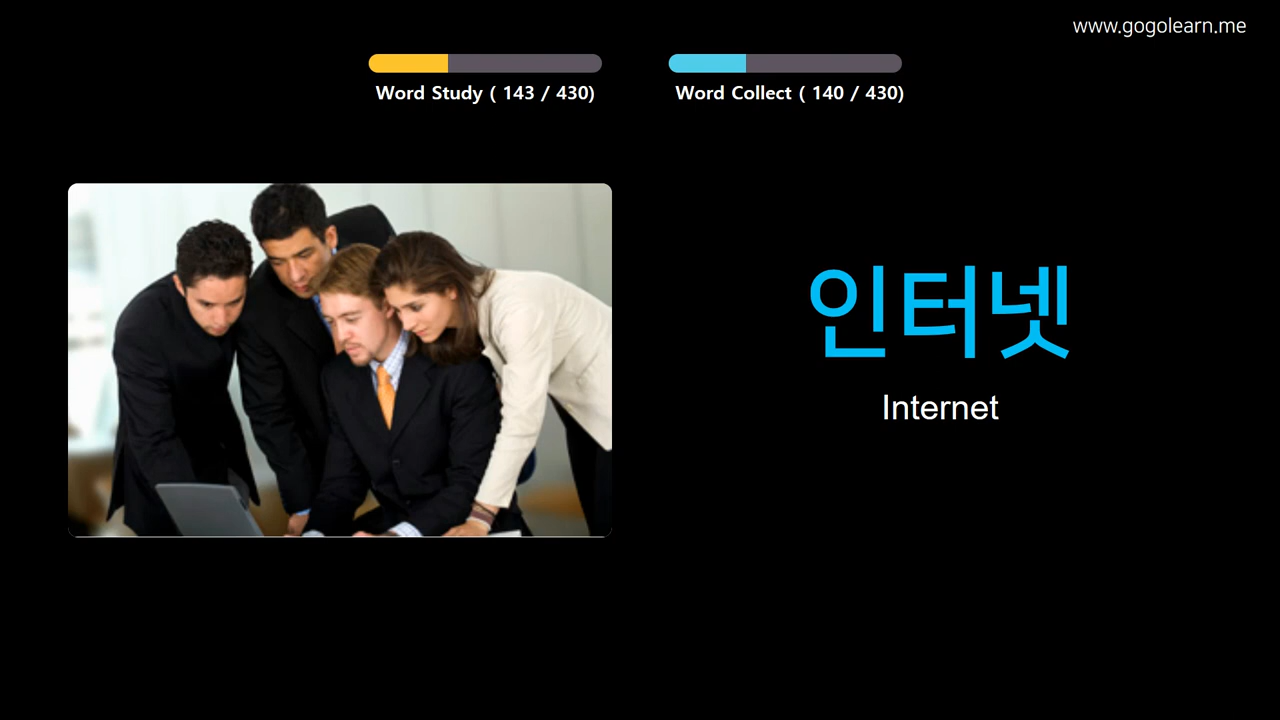 www.gogolearn.me
Word Study ( 143 / 430)
Word Collect ( 140 / 430)
인터넷
Internet